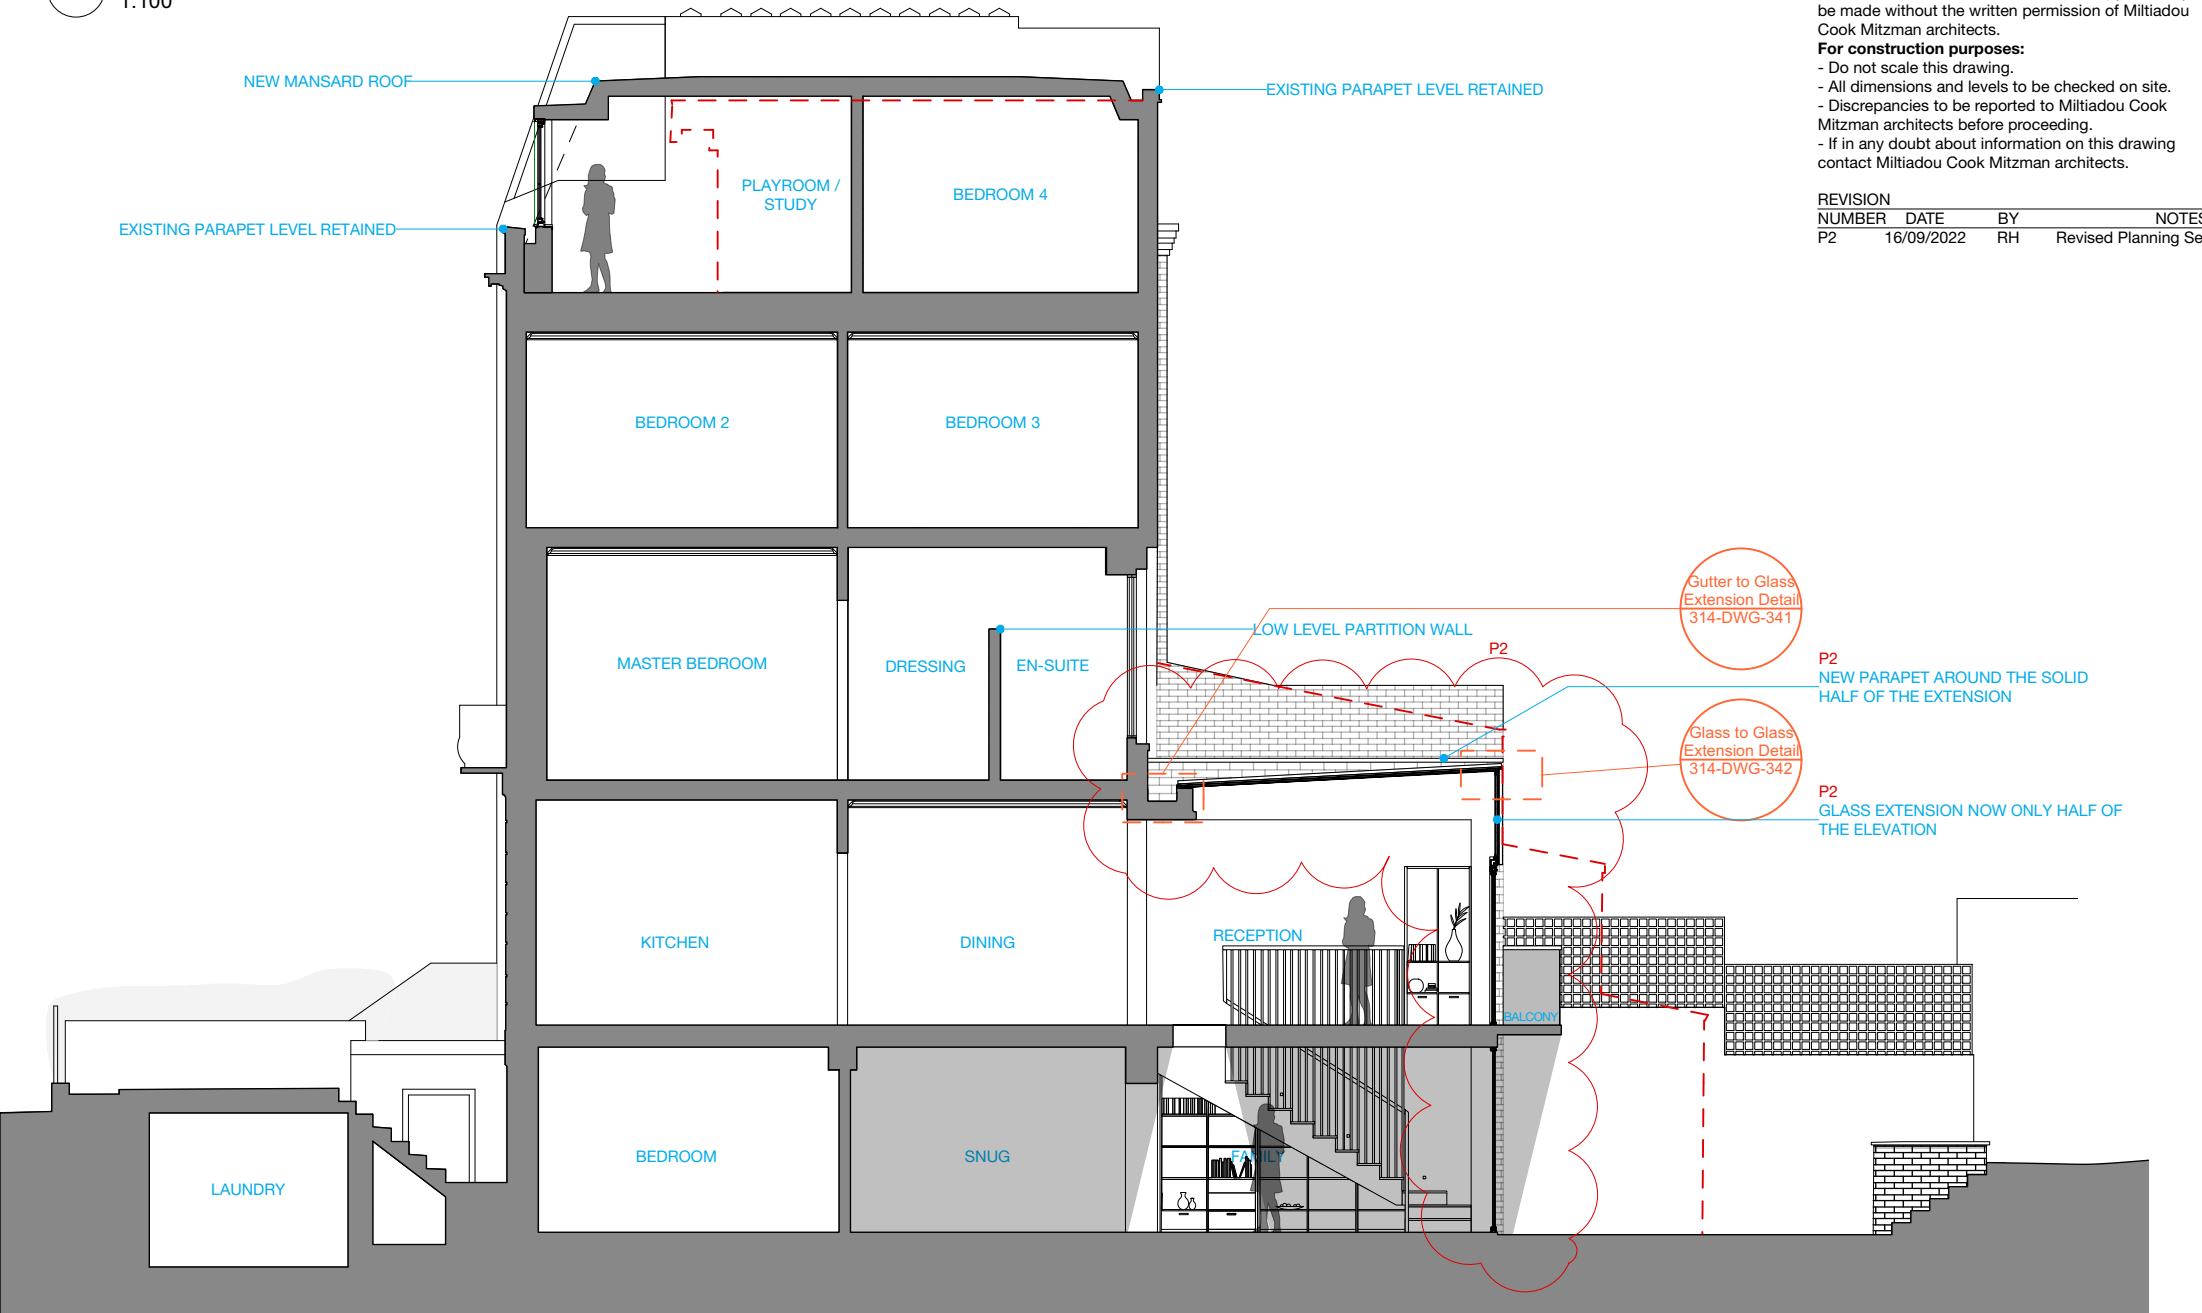 1:100
be made without the written permission of Miltiadou
Cook Mitzman architects.
For construction purposes:
- Do not scale this drawing.
- All dimensions and levels to be checked on site.
- Discrepancies to be reported to Miltiadou Cook
Mitzman architects before proceeding.
- If in any doubt about information on this drawing
contact Miltiadou Cook Mitzman architects.
REVISION
NUMBER DATE BY NOTES
P2 16/09/2022 RH Revised Planning Se
NEW MANSARD ROOF
EXISTING PARAPET LEVEL RETAINED
PLAYROOM /
STUDY
BEDROOM 4
EXISTING PARAPET LEVEL RETAINED
BEDROOM 2
BEDROOM 3
Gutter to Glass
Extension Detail
314-DWG-341
LOW LEVEL PARTITION WALL
P2
MASTER BEDROOM
DRESSING
EN-SUITE
P2
NEW PARAPET AROUND THE SOLID
HALF OF THE EXTENSION
Glass to Glass
Extension Detail
314-DWG-342
P2
GLASS EXTENSION NOW ONLY HALF OF
THE ELEVATION
KITCHEN
DINING
RECEPTION
BALCONY
BEDROOM
SNUG
FAMILY
LAUNDRY